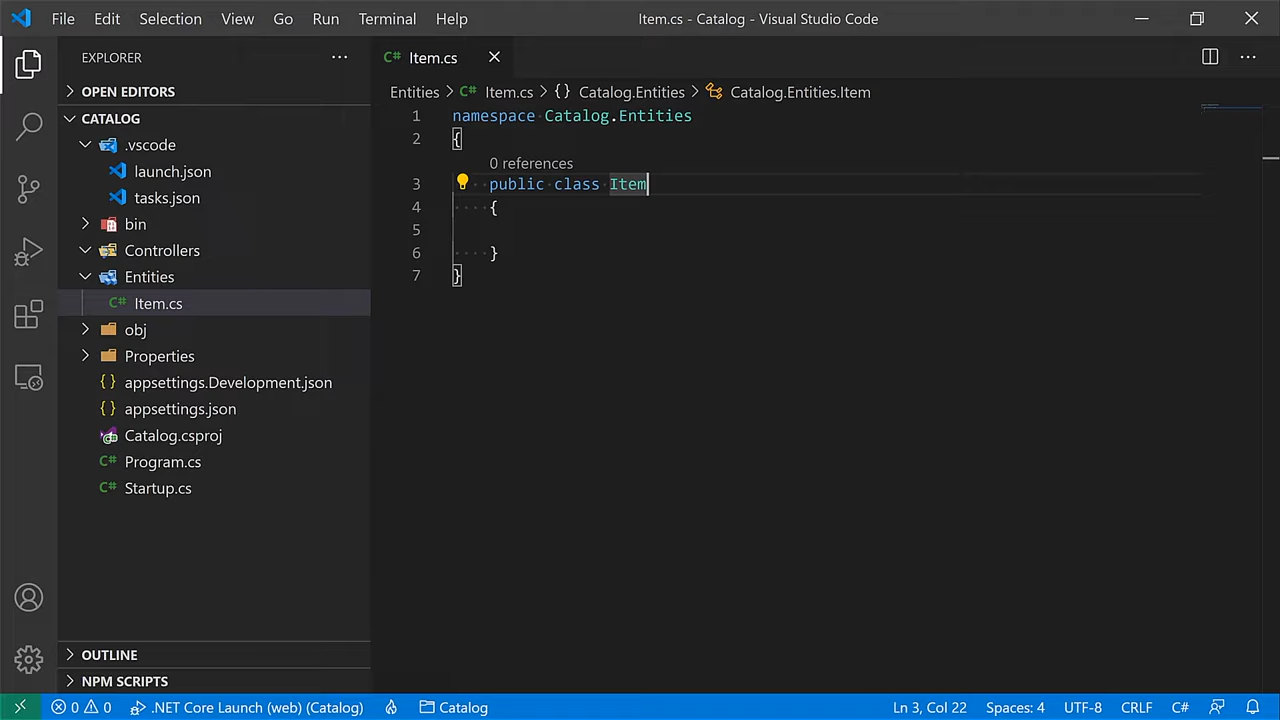 File Edit Selection View Go Run Terminal Help Item.cs - Catalog - Visual Studio Code
EXPLORER
OPEN EDITORS
CATALOG
.vscode
launch.json
tasks.json
bin
Controllers
Entities
C# Item.cs
obj
Properties
{} appsettings.Development.json
{} appsettings.json
Catalog.csproj
C# Program.cs
C# Startup.cs
OUTLINE
NPM SCRIPTS
C# Item.cs
Entities > C# Item.cs > {} Catalog.Entities > Catalog.Entities.Item
1 namespace Catalog.Entities
2 {
0 references
3 public class Item
4 {
5
6 }
7 }
0 0 .NET Core Launch (web) (Catalog) Catalog Ln 3, Col 22 Spaces: 4 UTF-8 CRLF C#